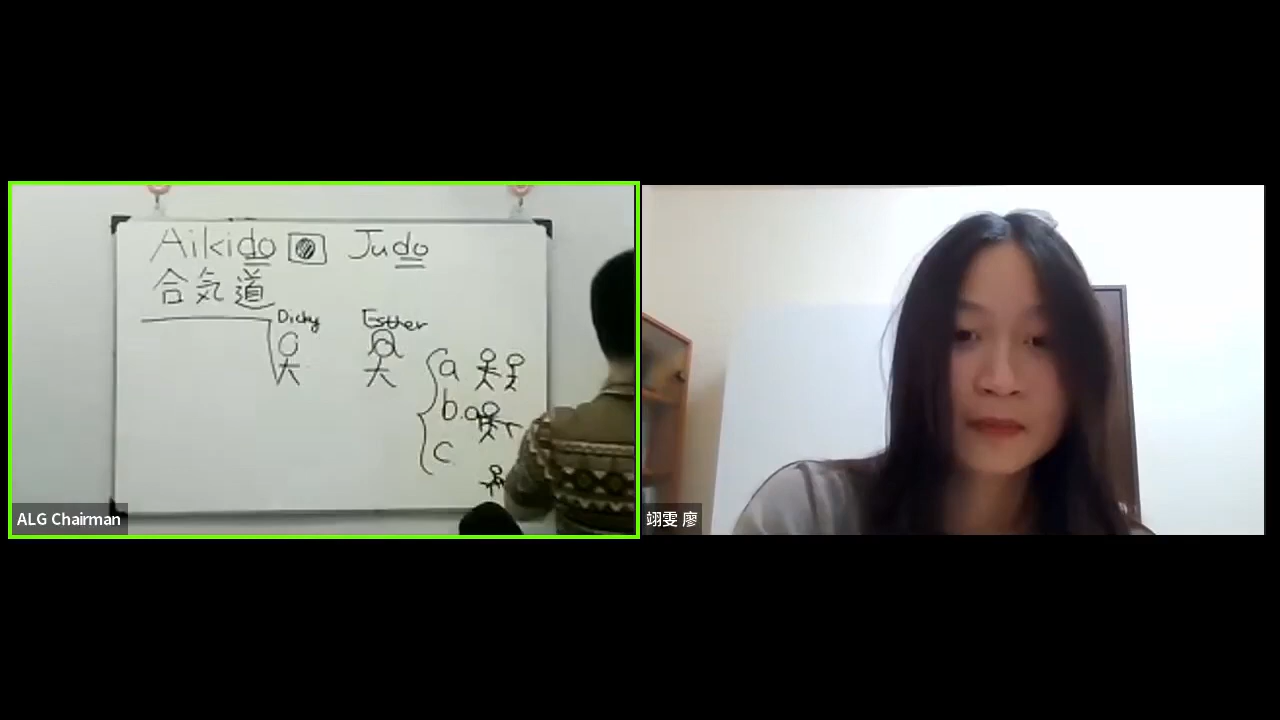 Aikido Judo
合気道
Dicky Esther
a
b.a
c
ALG Chairman
翊雯 廖